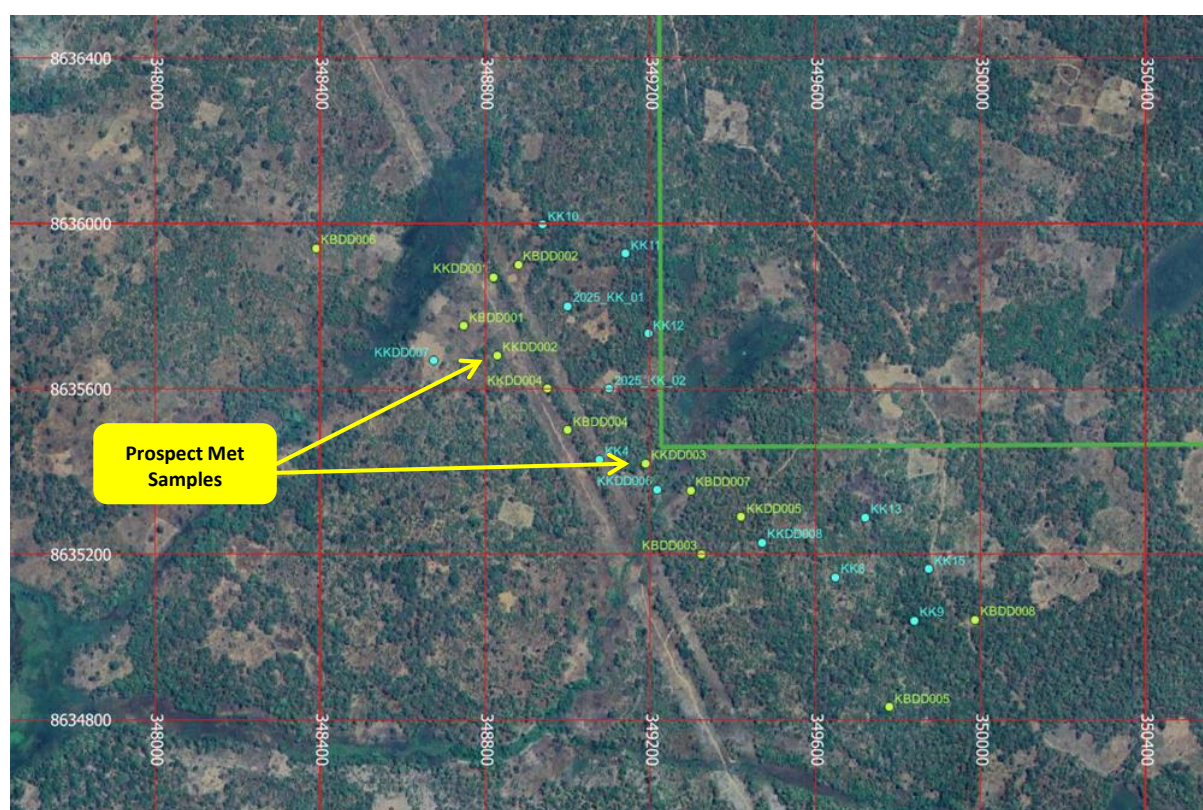 348000
348400
348800
349200
349600
350000
350400
8636400
8636000
KK10
KBDD006
KK11
KBDD002
KKDD001
2025_KK_01
KBDD001
KK12
KKDD002
KKDD007
8635600
KKDD004
2025_KK_02
KBDD004
Prospect Met
Samples
KK4
KKDD003
KKDD006
KBDD007
KKDD005
KK13
KKDD008
8635200
KBDD003
KK15
KK8
KK9
KBDD008
KBDD005
8634800
348000
348400
348800
349200
349600
350000
350400